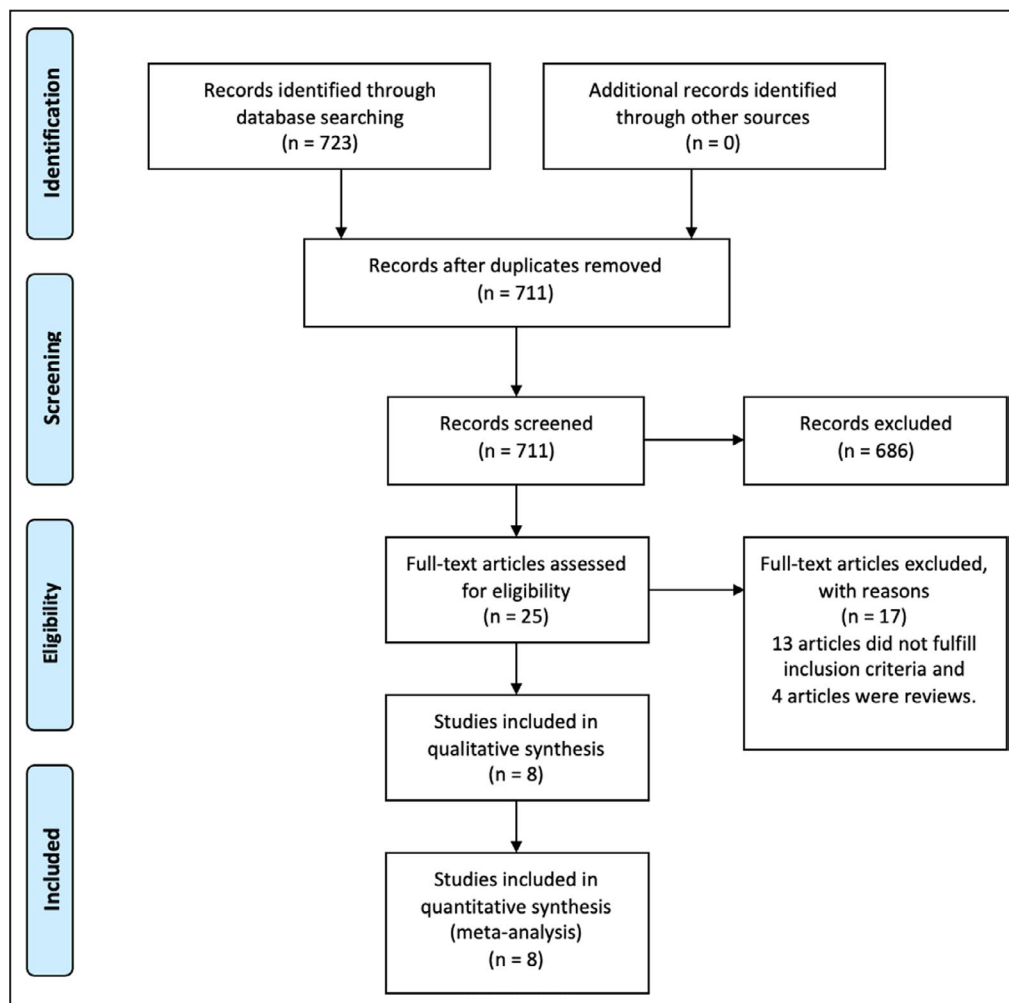 Identification
Records identified through
database searching
(n = 723)
Additional records identified
through other sources
(n = 0)
Records after duplicates removed
(n = 711)
Screening
Records screened
(n = 711)
Records excluded
(n = 686)
Eligibility
Full-text articles assessed
for eligibility
(n = 25)
Full-text articles excluded,
with reasons
(n = 17)
13 articles did not fulfill
inclusion criteria and
4 articles were reviews.
Studies included in
qualitative synthesis
(n = 8)
Included
Studies included in
quantitative synthesis
(meta-analysis)
(n = 8)